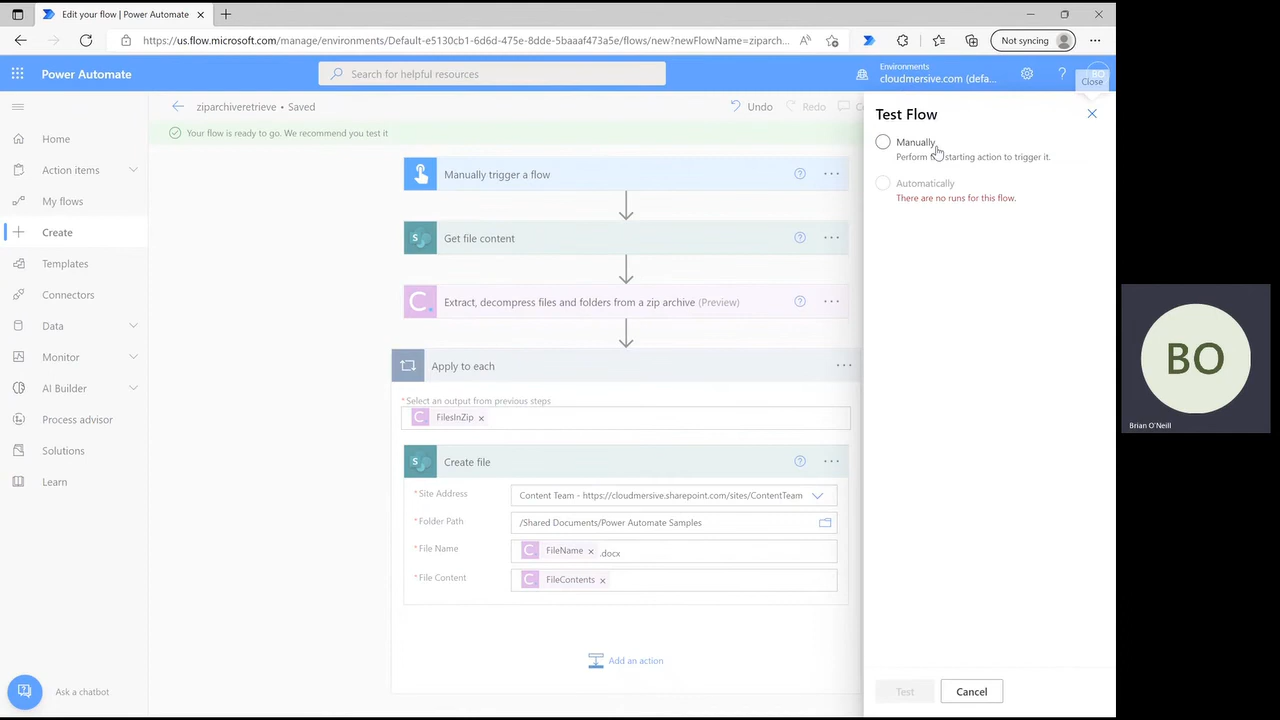 Edit your flow | Power Automate
https://us.flow.microsoft.com/manage/environments/Default-e5130cb1-6d6d-475e-8dde-5baaaf473a5e/flows/new?newFlowName=ziparch...
Not syncing
Power Automate
Search for helpful resources
Environments
cloudmersive.com (defa...
Close
ziparchiveretrieve • Saved
Undo
Redo
Your flow is ready to go. We recommend you test it
Home
Action items
My flows
Create
Templates
Connectors
Data
Monitor
AI Builder
Process advisor
Solutions
Learn
Ask a chatbot
Manually trigger a flow
Get file content
Extract, decompress files and folders from a zip archive (Preview)
Apply to each
*Select an output from previous steps
FilesInZip
Create file
*Site Address
Content Team - https://cloudmersive.sharepoint.com/sites/ContentTeam
*Folder Path
/Shared Documents/Power Automate Samples
*File Name
FileName .docx
*File Content
FileContents
Add an action
Test Flow
Manually
Perform starting action to trigger it.
Automatically
There are no runs for this flow.
Test
Cancel
BO
Brian O'Neill